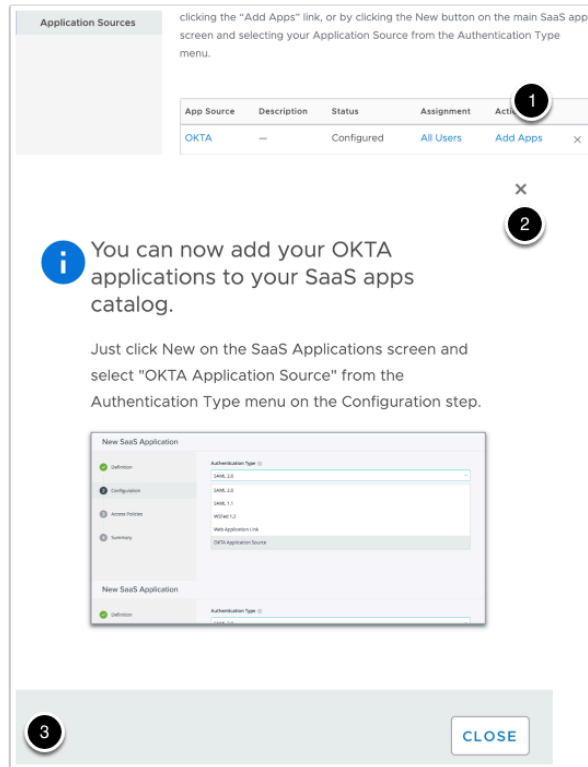 Application Sources
clicking the “Add Apps” link, or by clicking the New button on the main SaaS app
screen and selecting your Application Source from the Authentication Type
menu.
1
App Source Description Status Assignment
OKTA — Configured All Users Add Apps ×
×
2
i
You can now add your OKTA
applications to your SaaS apps
catalog.
Just click New on the SaaS Applications screen and
select "OKTA Application Source" from the
Authentication Type menu on the Configuration step.
New SaaS Application
Definition
Authentication Type
SAML 2.0
2 Configuration
SAML 2.0
SAML 1.1
3 Access Policies
WSFed 1.2
Web Application Link
4 Summary
OKTA Application Source
New SaaS Application
Definition
Authentication Type
3
CLOSE